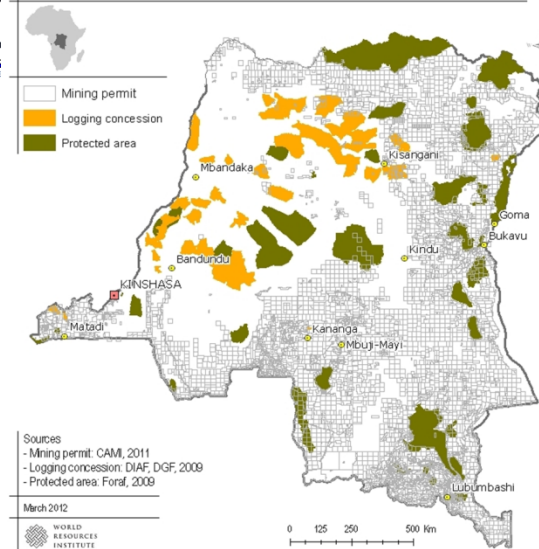 Mining permit
Logging concession
Protected area
Mbandaka
Kisangani
Goma
Bukavu
Kindu
Bandundu
KINSHASA
Matadi
Kananga
Mbuji-Mayi
Lubumbashi
Sources
- Mining permit: CAMI, 2011
- Logging concession: DIAF, DGF, 2009
- Protected area: Foraf, 2009
March 2012
WORLD
RESOURCES
INSTITUTE
0 125 250 500 Km